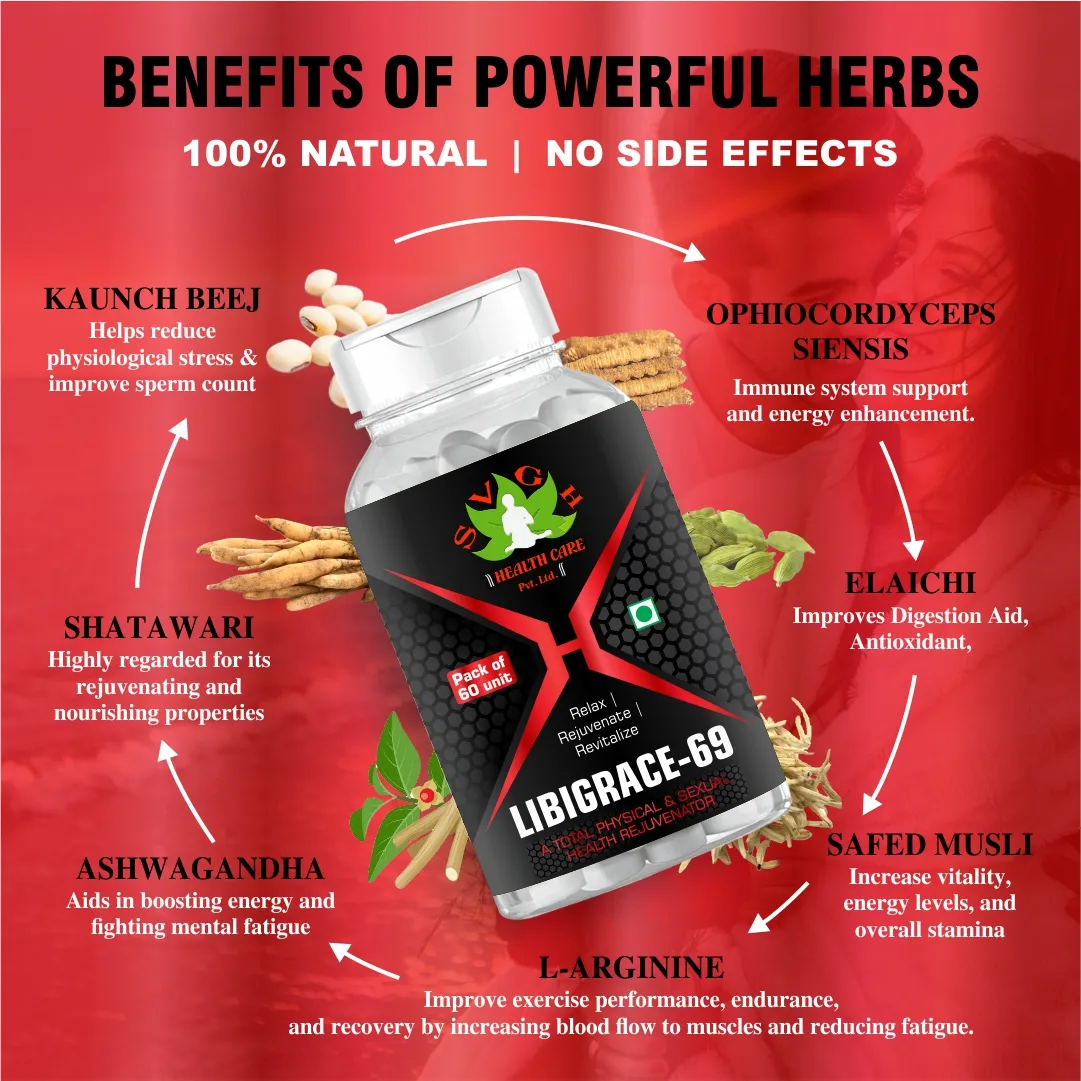 BENEFITS OF POWERFUL HERBS
100% NATURAL | NO SIDE EFFECTS
KAUNCH BEEJ
Helps reduce
physiological stress &
improve sperm count
OPHIOCORDYCEPS
SIENSIS
Immune system support
and energy enhancement.
SVGH
HEALTH CARE
Pvt. Ltd.
ELAICHI
Improves Digestion Aid,
Antioxidant,
SHATAWARI
Highly regarded for its
rejuvenating and
nourishing properties
Pack of
60 unit
Relax |
Rejuvenate |
Revitalize
LIBIGRACE-69
A TOTAL PHYSICAL & SEXUAL
HEALTH REJUVENATOR
SAFED MUSLI
Increase vitality,
energy levels, and
overall stamina
ASHWAGANDHA
Aids in boosting energy and
fighting mental fatigue
L-ARGININE
Improve exercise performance, endurance,
and recovery by increasing blood flow to muscles and reducing fatigue.